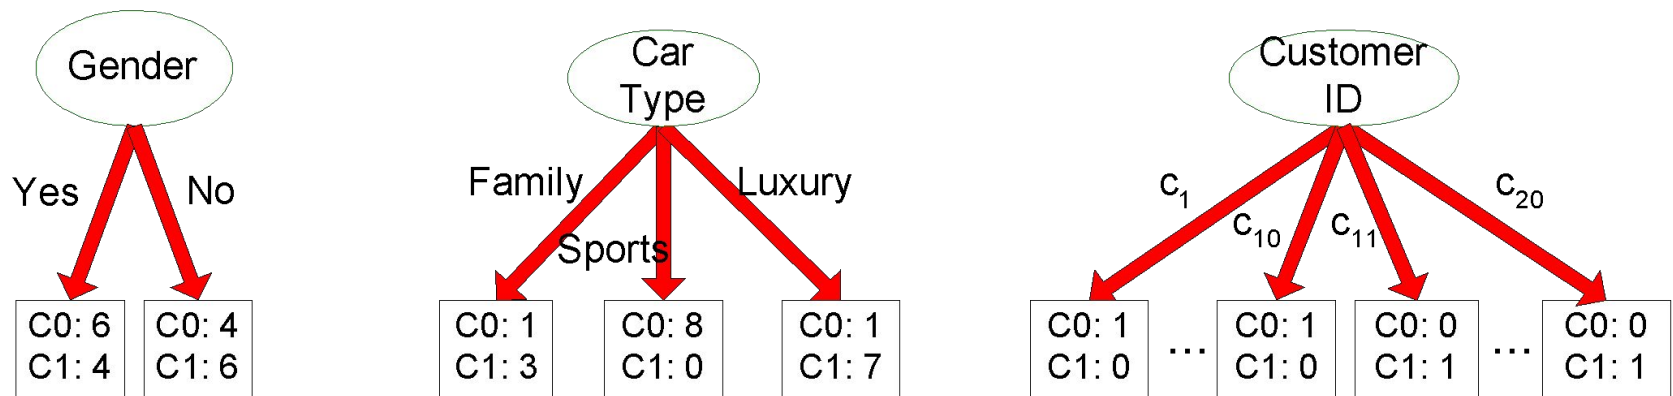 Gender
Yes
No
C0: 6
C1: 4
C0: 4
C1: 6
Car
Type
Family
Sports
Luxury
C0: 1
C1: 3
C0: 8
C1: 0
C0: 1
C1: 7
Customer
ID
c1
c10
c11
c20
C0: 1
C1: 0
...
C0: 1
C1: 0
C0: 0
C1: 1
...
C0: 0
C1: 1